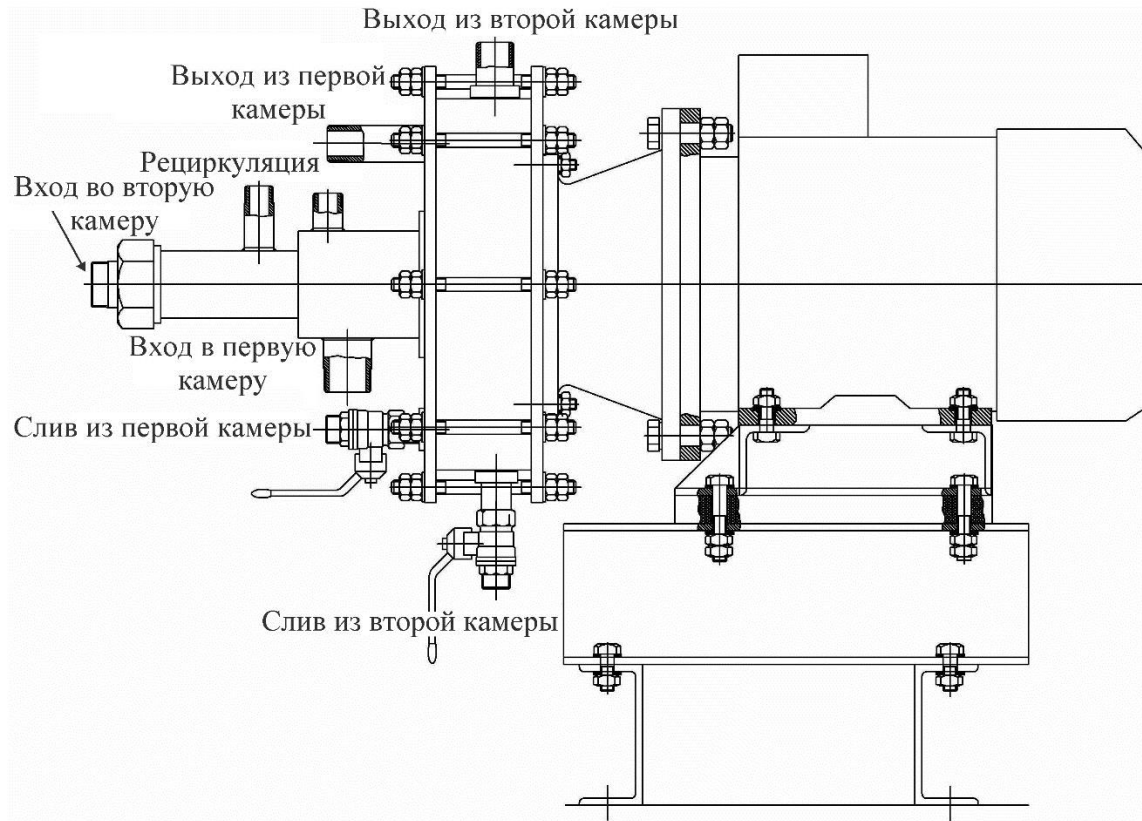 Выход из второй камеры
Выход из первой
камеры
Рециркуляция
Вход во вторую
камеру
Вход в первую
камеру
Слив из первой камеры
Слив из второй камеры